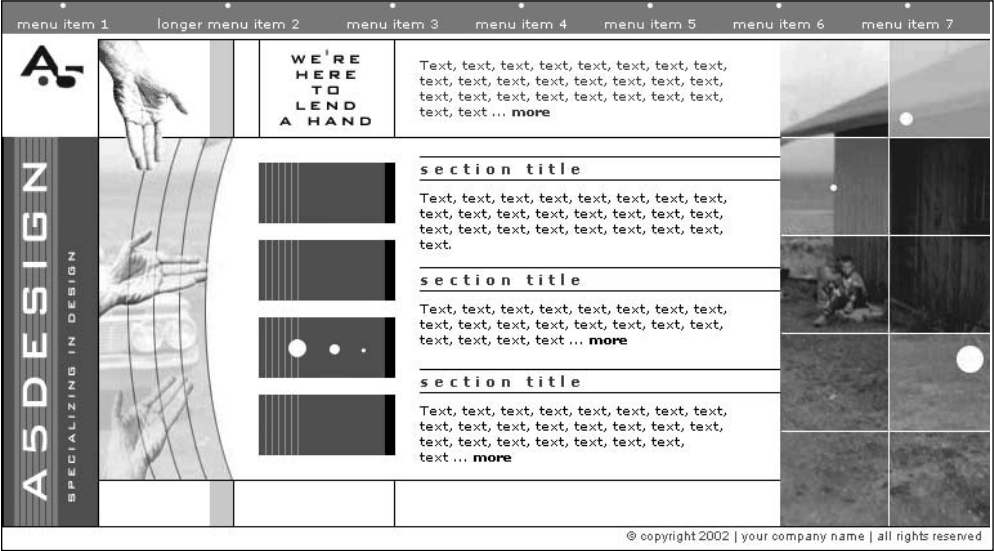 menu item 1 longer menu item 2 menu item 3 menu item 4 menu item 5 menu item 6 menu item 7
A5
WE'RE
HERE
TO
LEND
A HAND
Text, text, text, text, text, text, text, text,
text, text, text, text, text, text, text, text,
text, text, text, text, text, text, text, text,
text, text ... more
A5DESIGN
SPECIALIZING IN DESIGN
section title
Text, text, text, text, text, text, text, text,
text, text, text, text, text, text, text, text,
text, text, text, text, text, text, text, text,
text.
section title
Text, text, text, text, text, text, text, text,
text, text, text, text, text, text, text, text,
text, text, text, text ... more
section title
Text, text, text, text, text, text, text, text,
text, text, text, text, text, text, text, text,
text, text, text, text, text, text, text,
text ... more
© copyright 2002 | your company name | all rights reserved